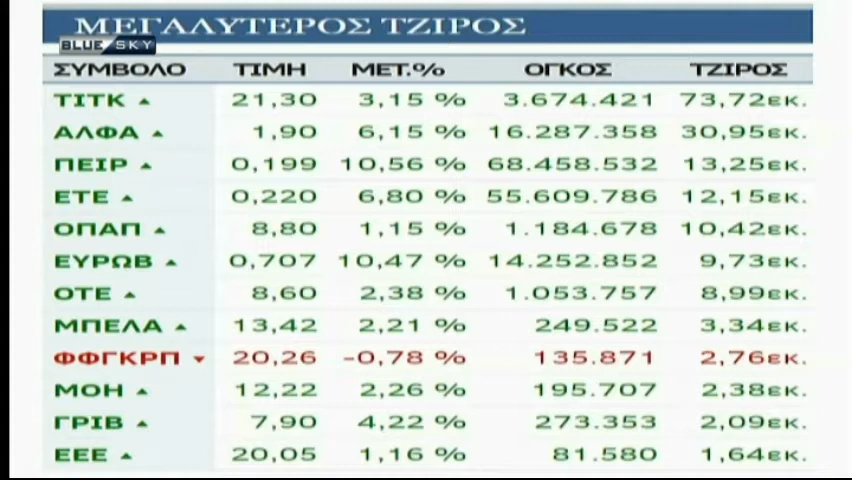 ΜΕΓΑΛΥΤΕΡΟΣ ΤΖΙΡΟΣ
BLUE SKY
ΣΥΜΒΟΛΟ ΤΙΜΗ ΜΕΤ.% ΟΓΚΟΣ ΤΖΙΡΟΣ
ΤΙΤΚ 21,30 3,15 % 3.674.421 73,72εκ.
ΑΛΦΑ 1,90 6,15 % 16.287.358 30,95εκ.
ΠΕΙΡ 0,199 10,56 % 68.458.532 13,25εκ.
ΕΤΕ 0,220 6,80 % 55.609.786 12,15εκ.
ΟΠΑΠ 8,80 1,15 % 1.184.678 10,42εκ.
ΕΥΡΩΒ 0,707 10,47 % 14.252.852 9,73εκ.
ΟΤΕ 8,60 2,38 % 1.053.757 8,99εκ.
ΜΠΕΛΑ 13,42 2,21 % 249.522 3,34εκ.
ΦΦΓΚΡΠ 20,26 -0,78 % 135.871 2,76εκ.
ΜΟΗ 12,22 2,26 % 195.707 2,38εκ.
ΓΡΙΒ 7,90 4,22 % 273.353 2,09εκ.
ΕΕΕ 20,05 1,16 % 81.580 1,64εκ.